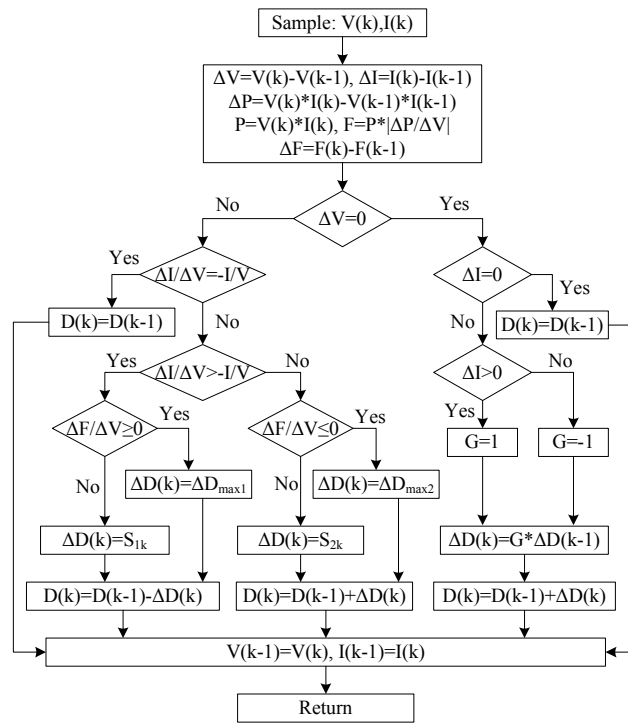 Sample: V(k),I(k)
ΔV=V(k)-V(k-1), ΔI=I(k)-I(k-1)
ΔP=V(k)*I(k)-V(k-1)*I(k-1)
P=V(k)*I(k), F=P*|ΔP/ΔV|
ΔF=F(k)-F(k-1)
No
ΔV=0
Yes
Yes
ΔI/ΔV=-I/V
ΔI=0
Yes
D(k)=D(k-1)
No
No
D(k)=D(k-1)
Yes
ΔI/ΔV>-I/V
No
ΔI>0
No
ΔF/ΔV≥0
Yes
ΔF/ΔV≤0
Yes
Yes
G=1
G=-1
No
ΔD(k)=ΔDmax1
No
ΔD(k)=ΔDmax2
ΔD(k)=S1k
ΔD(k)=S2k
ΔD(k)=G*ΔD(k-1)
D(k)=D(k-1)-ΔD(k)
D(k)=D(k-1)+ΔD(k)
D(k)=D(k-1)+ΔD(k)
V(k-1)=V(k), I(k-1)=I(k)
Return